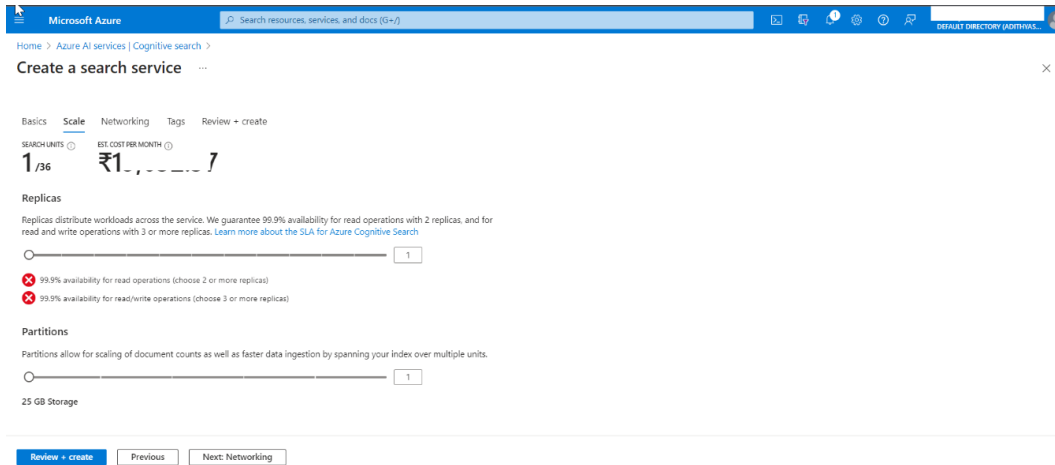 Microsoft Azure
Search resources, services, and docs (G+/)
1
DEFAULT DIRECTORY (ADITHYAS...
Home > Azure AI services | Cognitive search >
Create a search service ...
Basics Scale Networking Tags Review + create
SEARCH UNITS EST. COST PER MONTH
1 /36
Replicas
Replicas distribute workloads across the service. We guarantee 99.9% availability for read operations with 2 replicas, and for
read and write operations with 3 or more replicas. Learn more about the SLA for Azure Cognitive Search
1
99.9% availability for read operations (choose 2 or more replicas)
99.9% availability for read/write operations (choose 3 or more replicas)
Partitions
Partitions allow for scaling of document counts as well as faster data ingestion by spanning your index over multiple units.
1
25 GB Storage
Review + create Previous Next: Networking